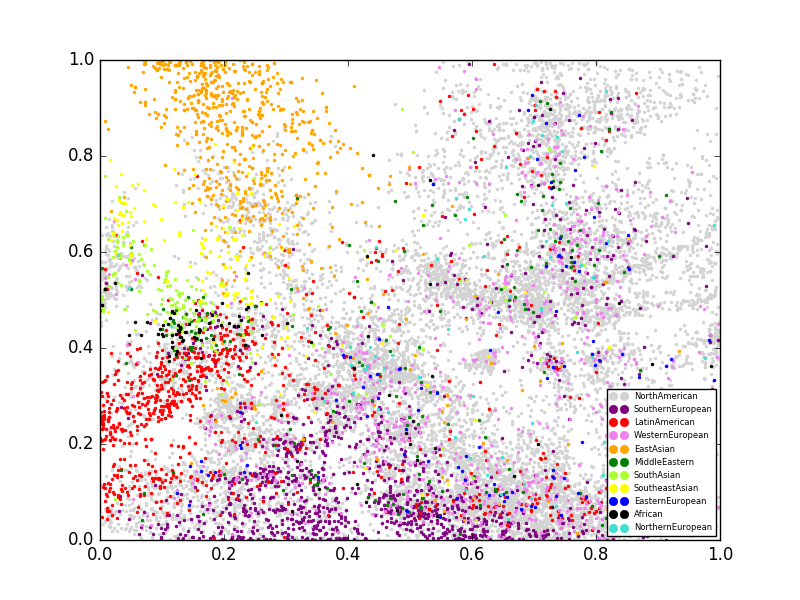 1.0
0.8
0.6
0.4
0.2
0.0
0.0 0.2 0.4 0.6 0.8 1.0
NorthAmerican
SouthernEuropean
LatinAmerican
WesternEuropean
EastAsian
MiddleEastern
SouthAsian
SoutheastAsian
EasternEuropean
African
NorthernEuropean